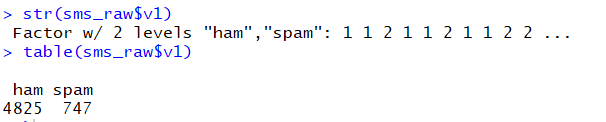 > str(sms_raw$v1)
 Factor w/ 2 levels "ham","spam": 1 1 2 1 1 2 1 1 2 2 ...
> table(sms_raw$v1)

 ham spam
4825  747